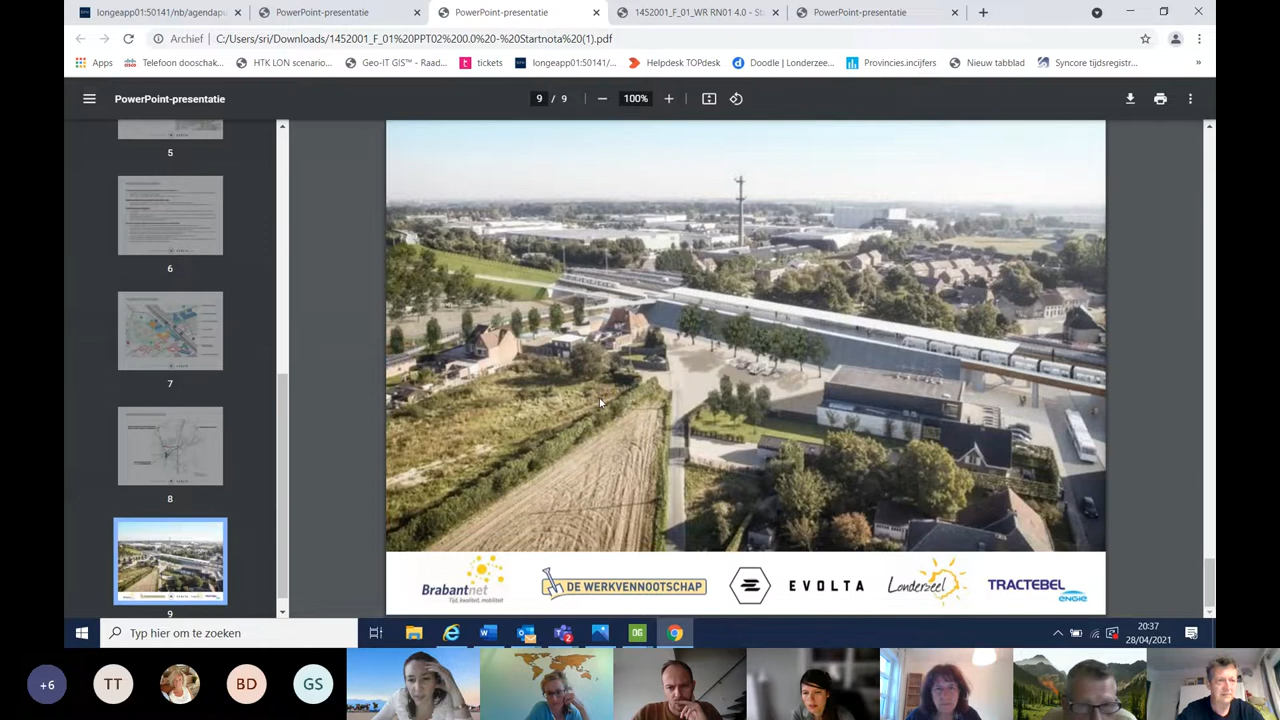 longeapp01:50141/nb/agendapu
PowerPoint-presentatie
PowerPoint-presentatie
1452001_F_01_WR RN01 4.0 - St
PowerPoint-presentatie
Archief
C:/Users/sri/Downloads/1452001_F_01%20PPT02%200.0%20-%20Startnota%20(1).pdf
Apps
Telefoon dooschak...
HTK LON scenario...
Geo-IT GIS™ - Raad...
tickets
longeapp01:50141/...
Helpdesk TOPdesk
Doodle | Londerzee...
Provincies.incijfers
Nieuw tabblad
Syncore tijdsregistr...
»
PowerPoint-presentatie
9 / 9
100%
5
6
7
8
9
Brabantnet
Tijd, kwaliteit, mobiliteit
DE WERKVENNOOTSCHAP
EVOLTA
Londerzeel
TRACTEBEL
ENGIE
Typ hier om te zoeken
20:37
28/04/2021
+6
TT
BD
GS